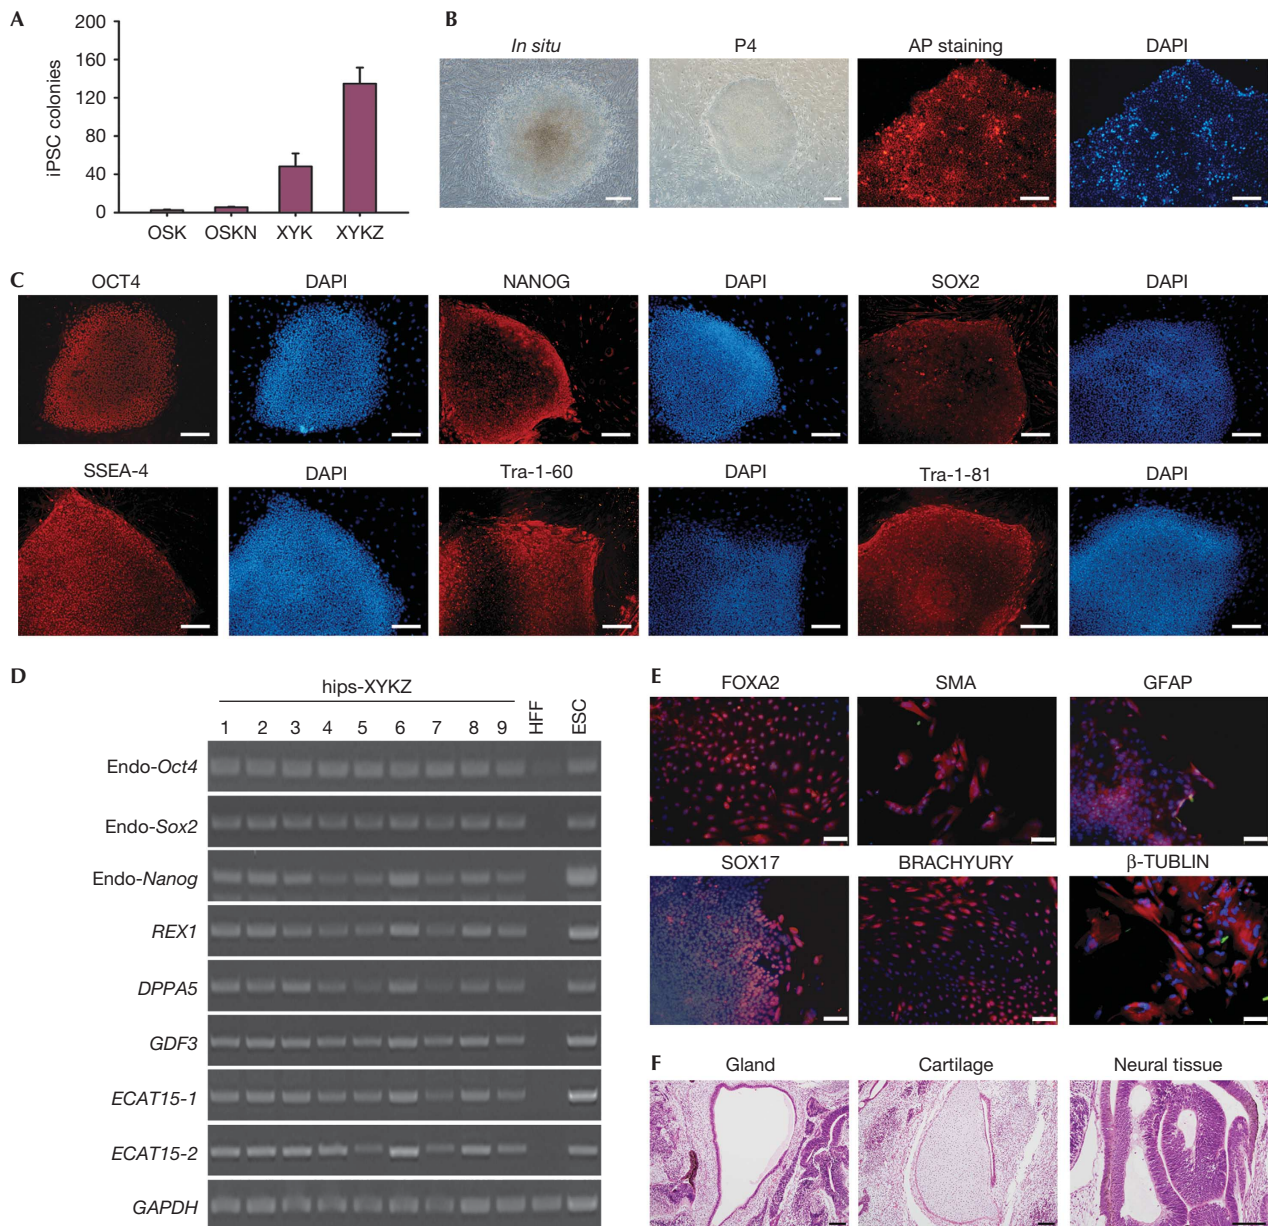 A
200
160
120
80
40
0
iPSC colonies
OSK OSKN XYK XYKZ
B
In situ P4 AP staining DAPI
C
OCT4 DAPI NANOG DAPI SOX2 DAPI
SSEA-4 DAPI Tra-1-60 DAPI Tra-1-81 DAPI
D
hips-XYKZ
1 2 3 4 5 6 7 8 9 HFF ESC
Endo-Oct4
Endo-Sox2
Endo-Nanog
REX1
DPPA5
GDF3
ECAT15-1
ECAT15-2
GAPDH
E
FOXA2 SMA GFAP
SOX17 BRACHYURY β-TUBLIN
F
Gland Cartilage Neural tissue